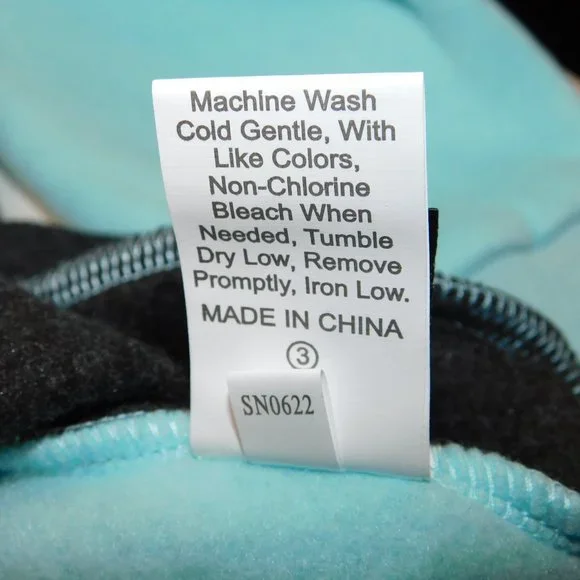 Machine Wash
Cold Gentle, With
Like Colors,
Non-Chlorine
Bleach When
Needed, Tumble
Dry Low, Remove
Promptly, Iron Low.
MADE IN CHINA
③
SN0622